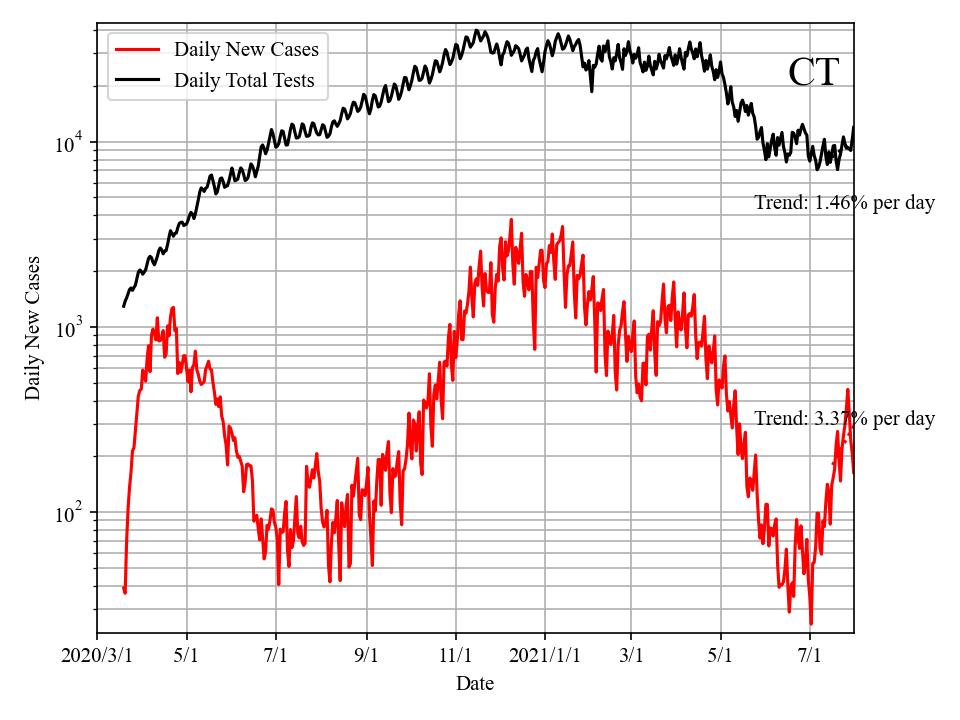 Daily New Cases
Daily Total Tests
CT
10^4
Trend: 1.46% per day
10^3
Daily New Cases
Trend: 3.37% per day
10^2
2020/3/1 5/1 7/1 9/1 11/1 2021/1/1 3/1 5/1 7/1
Date